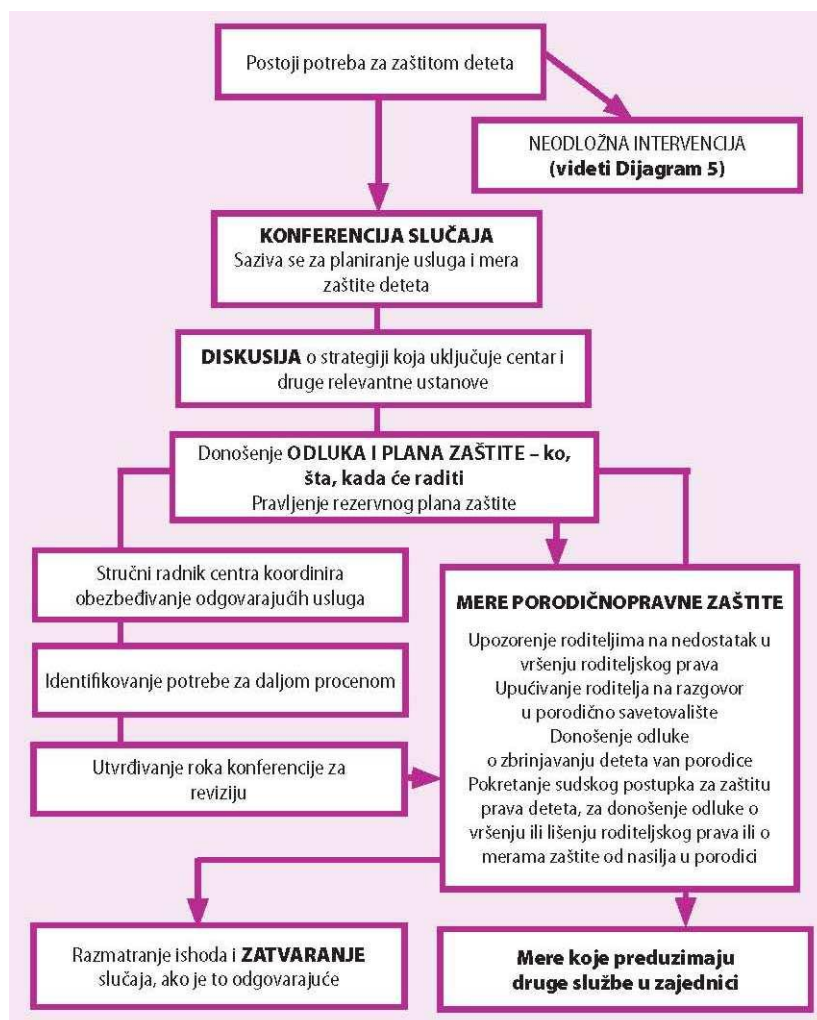 Postoji potreba za zaštitom deteta
NEODLOŽNA INTERVENCIJA
(videti Dijagram 5)
KONFERENCIJA SLUČAJA
Saziva se za planiranje usluga i mera
zaštite deteta
DISKUSIJA o strategiji koja uključuje centar i
druge relevantne ustanove
Donošenje ODLUKA I PLANA ZAŠTITE – ko,
šta, kada će raditi
Pravljenje rezervnog plana zaštite
Stručni radnik centra koordinira
obezbeđivanje odgovarajućih usluga
Identifikovanje potrebe za daljom procenom
Utvrđivanje roka konferencije za
reviziju
MERE PORODIČNOPRAVNE ZAŠTITE
Upozorenje roditeljima na nedostatak u
vršenju roditeljskog prava
Upućivanje roditelja na razgovor
u porodično savetovalište
Donošenje odluke
o zbrinjavanju deteta van porodice
Pokretanje sudskog postupka za zaštitu
prava deteta, za donošenje odluke o
vršenju ili lišenju roditeljskog prava ili o
merama zaštite od nasilja u porodici
Razmatranje ishoda i ZATVARANJE
slučaja, ako je to odgovarajuće
Mere koje preduzimaju
druge službe u zajednici